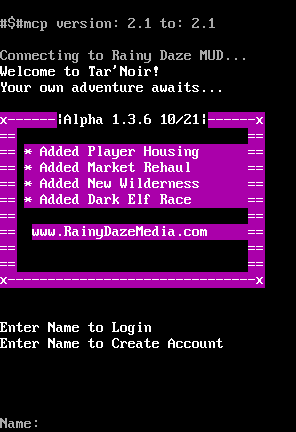 #$#mcp version: 2.1 to: 2.1
Connecting to Rainy Daze MUD...
Welcome to Tar'Noir!
Your own adventure awaits...
x------¦Alpha 1.3.6 10/21¦------x
== ==
== * Added Player Housing ==
== * Added Market Rehaul ==
== * Added New Wilderness ==
== * Added Dark Elf Race ==
== ==
== www.RainyDazeMedia.com ==
== ==
== ==
x-------------------------------x
Enter Name to Login
Enter Name to Create Account
Name: